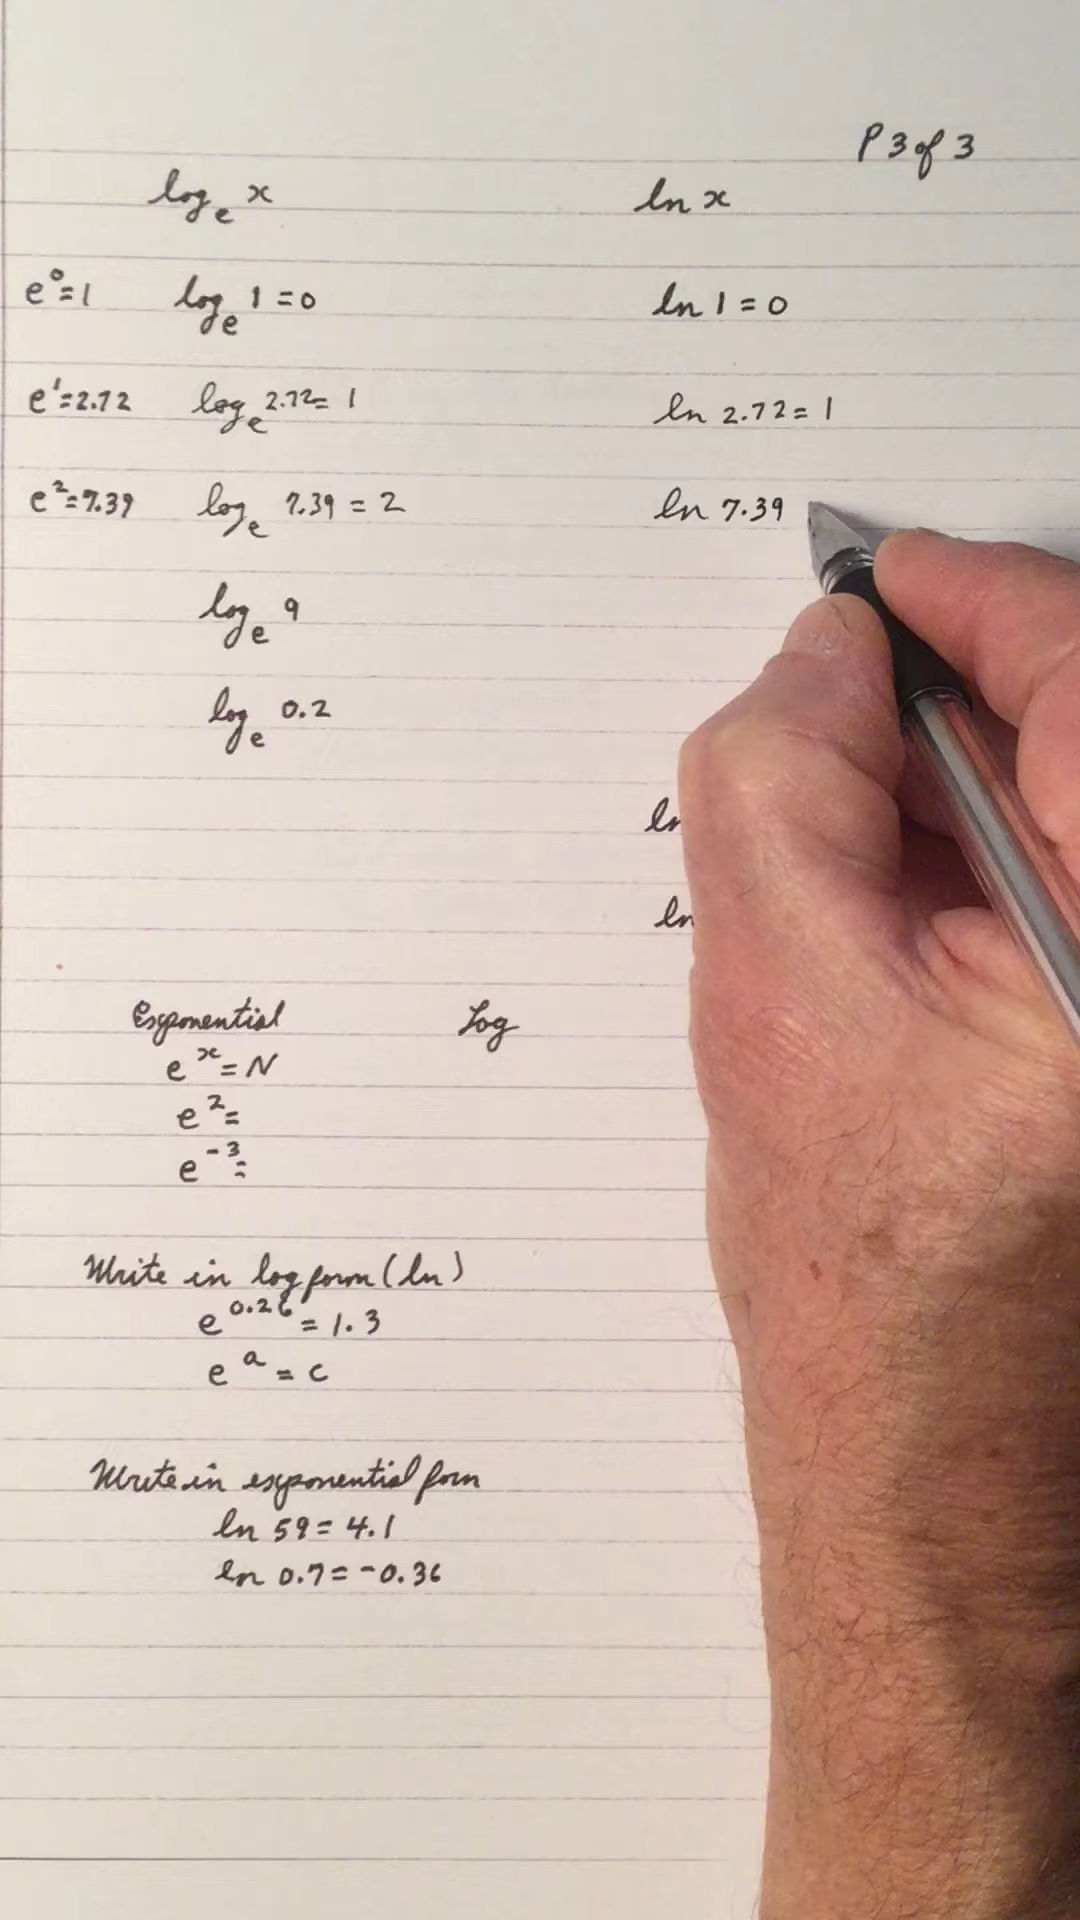 P 3 of 3
logₑ x ln x
e⁰=1 logₑ 1 = 0 ln 1 = 0
e¹=2.72 logₑ 2.72= 1 ln 2.72= 1
e²=7.39 logₑ 7.39 = 2 ln 7.39
logₑ 9
logₑ 0.2
ln
ln
Exponential Log
eˣ=N
e²=
e⁻³=
Write in log form (ln)
e⁰·²⁶ = 1.3
eᵃ = c
Write in exponential form
ln 59= 4.1
ln 0.7= -0.36